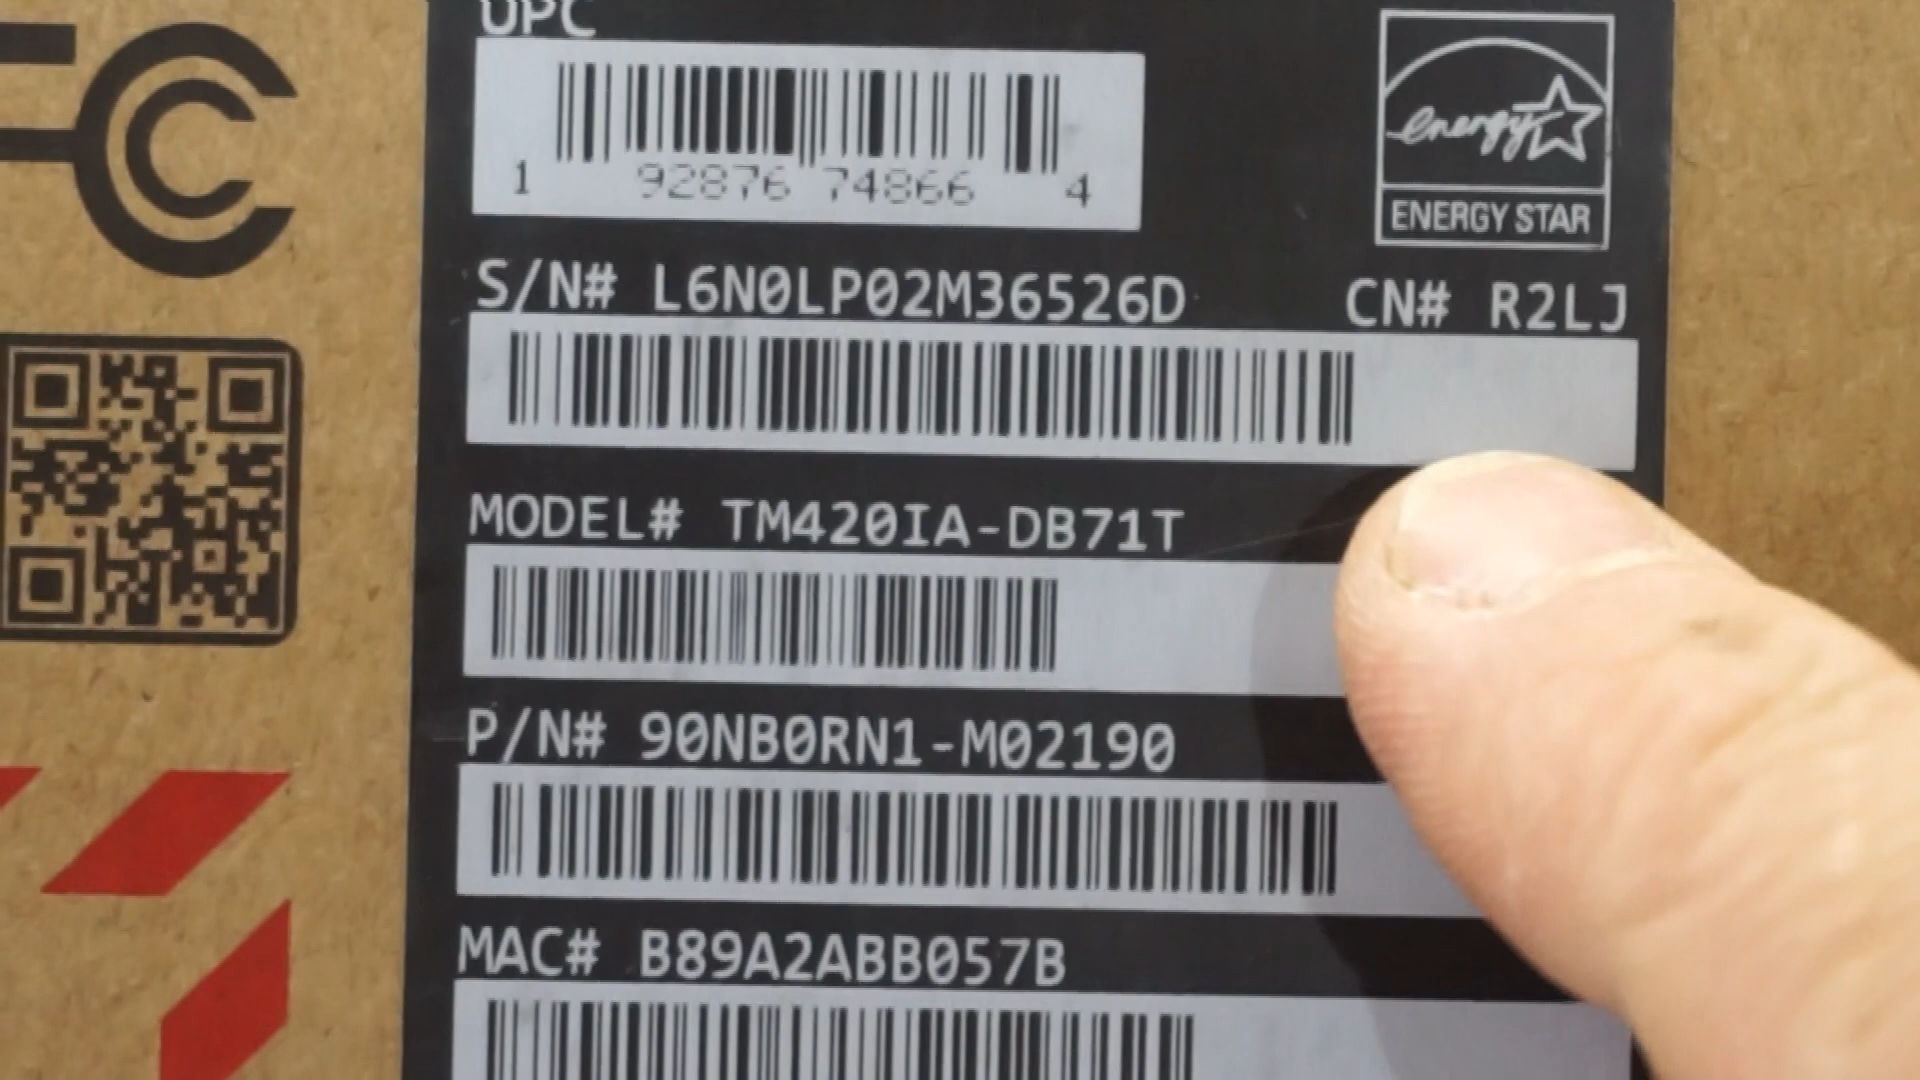 UPC
FC
1 92876 74866 4
energy
ENERGY STAR
S/N# L6N0LP02M36526D CN# R2LJ
MODEL# TM420IA-DB71T
P/N# 90NB0RN1-M02190
MAC# B89A2ABB057B